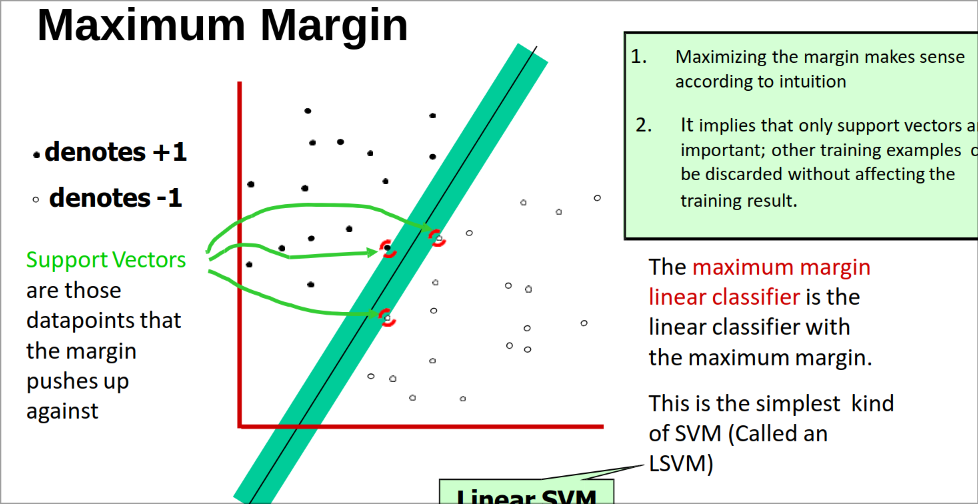 Maximum Margin
denotes +1
denotes -1
Support Vectors
are those
datapoints that
the margin
pushes up
against
1. Maximizing the margin makes sense
according to intuition
2. It implies that only support vectors
important; other training examples
be discarded without affecting the
training result.
The maximum margin
linear classifier is the
linear classifier with
the maximum margin.
This is the simplest kind
of SVM (Called an
LSVM)
Linear SVM